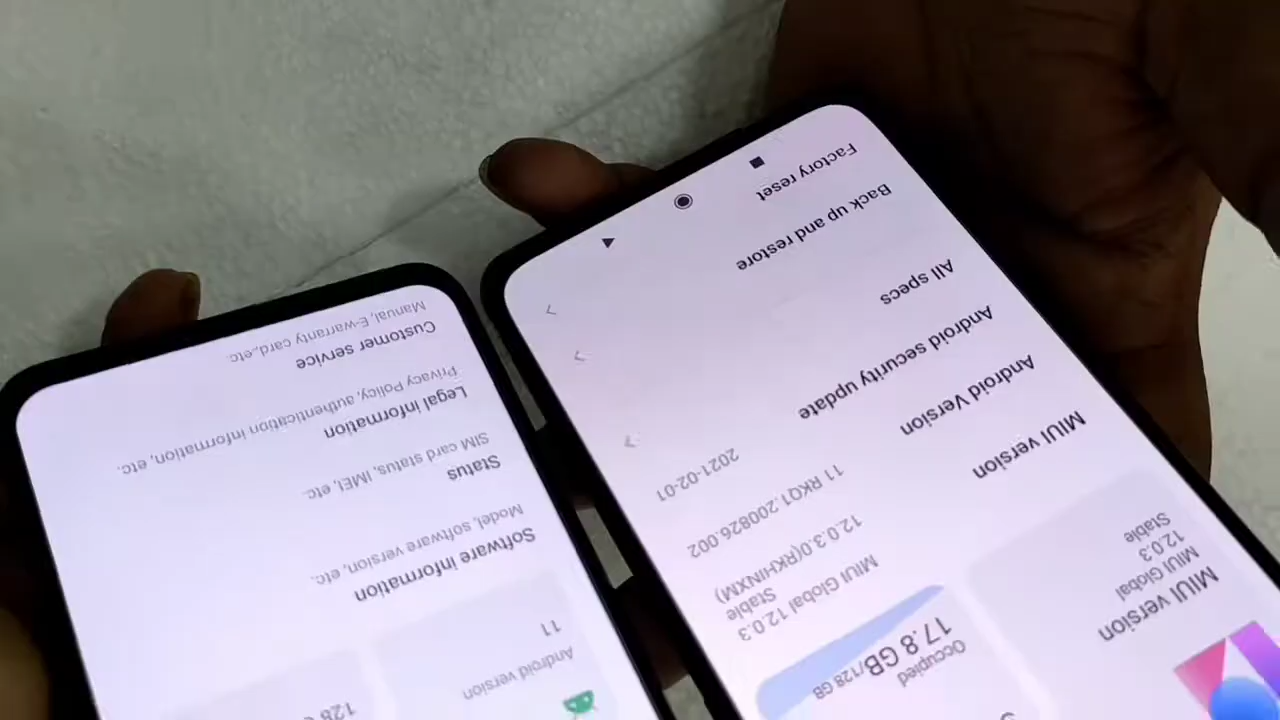 MIUI version
MIUI Global
12.0.3
Stable
Occupied
17.8 GB/128 GB
MIUI version
MIUI Global 12.0.3
Stable
12.0.3.0(RKHINXM)
Android Version
11 RKQ1.200826.002
Android security update
2021-02-01
All specs
Back up and restore
Factory reset
Android version
11
128
Software information
Model, software version, etc.
Status
SIM card status, IMEI, etc.
Legal information
Privacy Policy, authentication information, etc.
Customer service
Manual, E-warranty card,,etc.